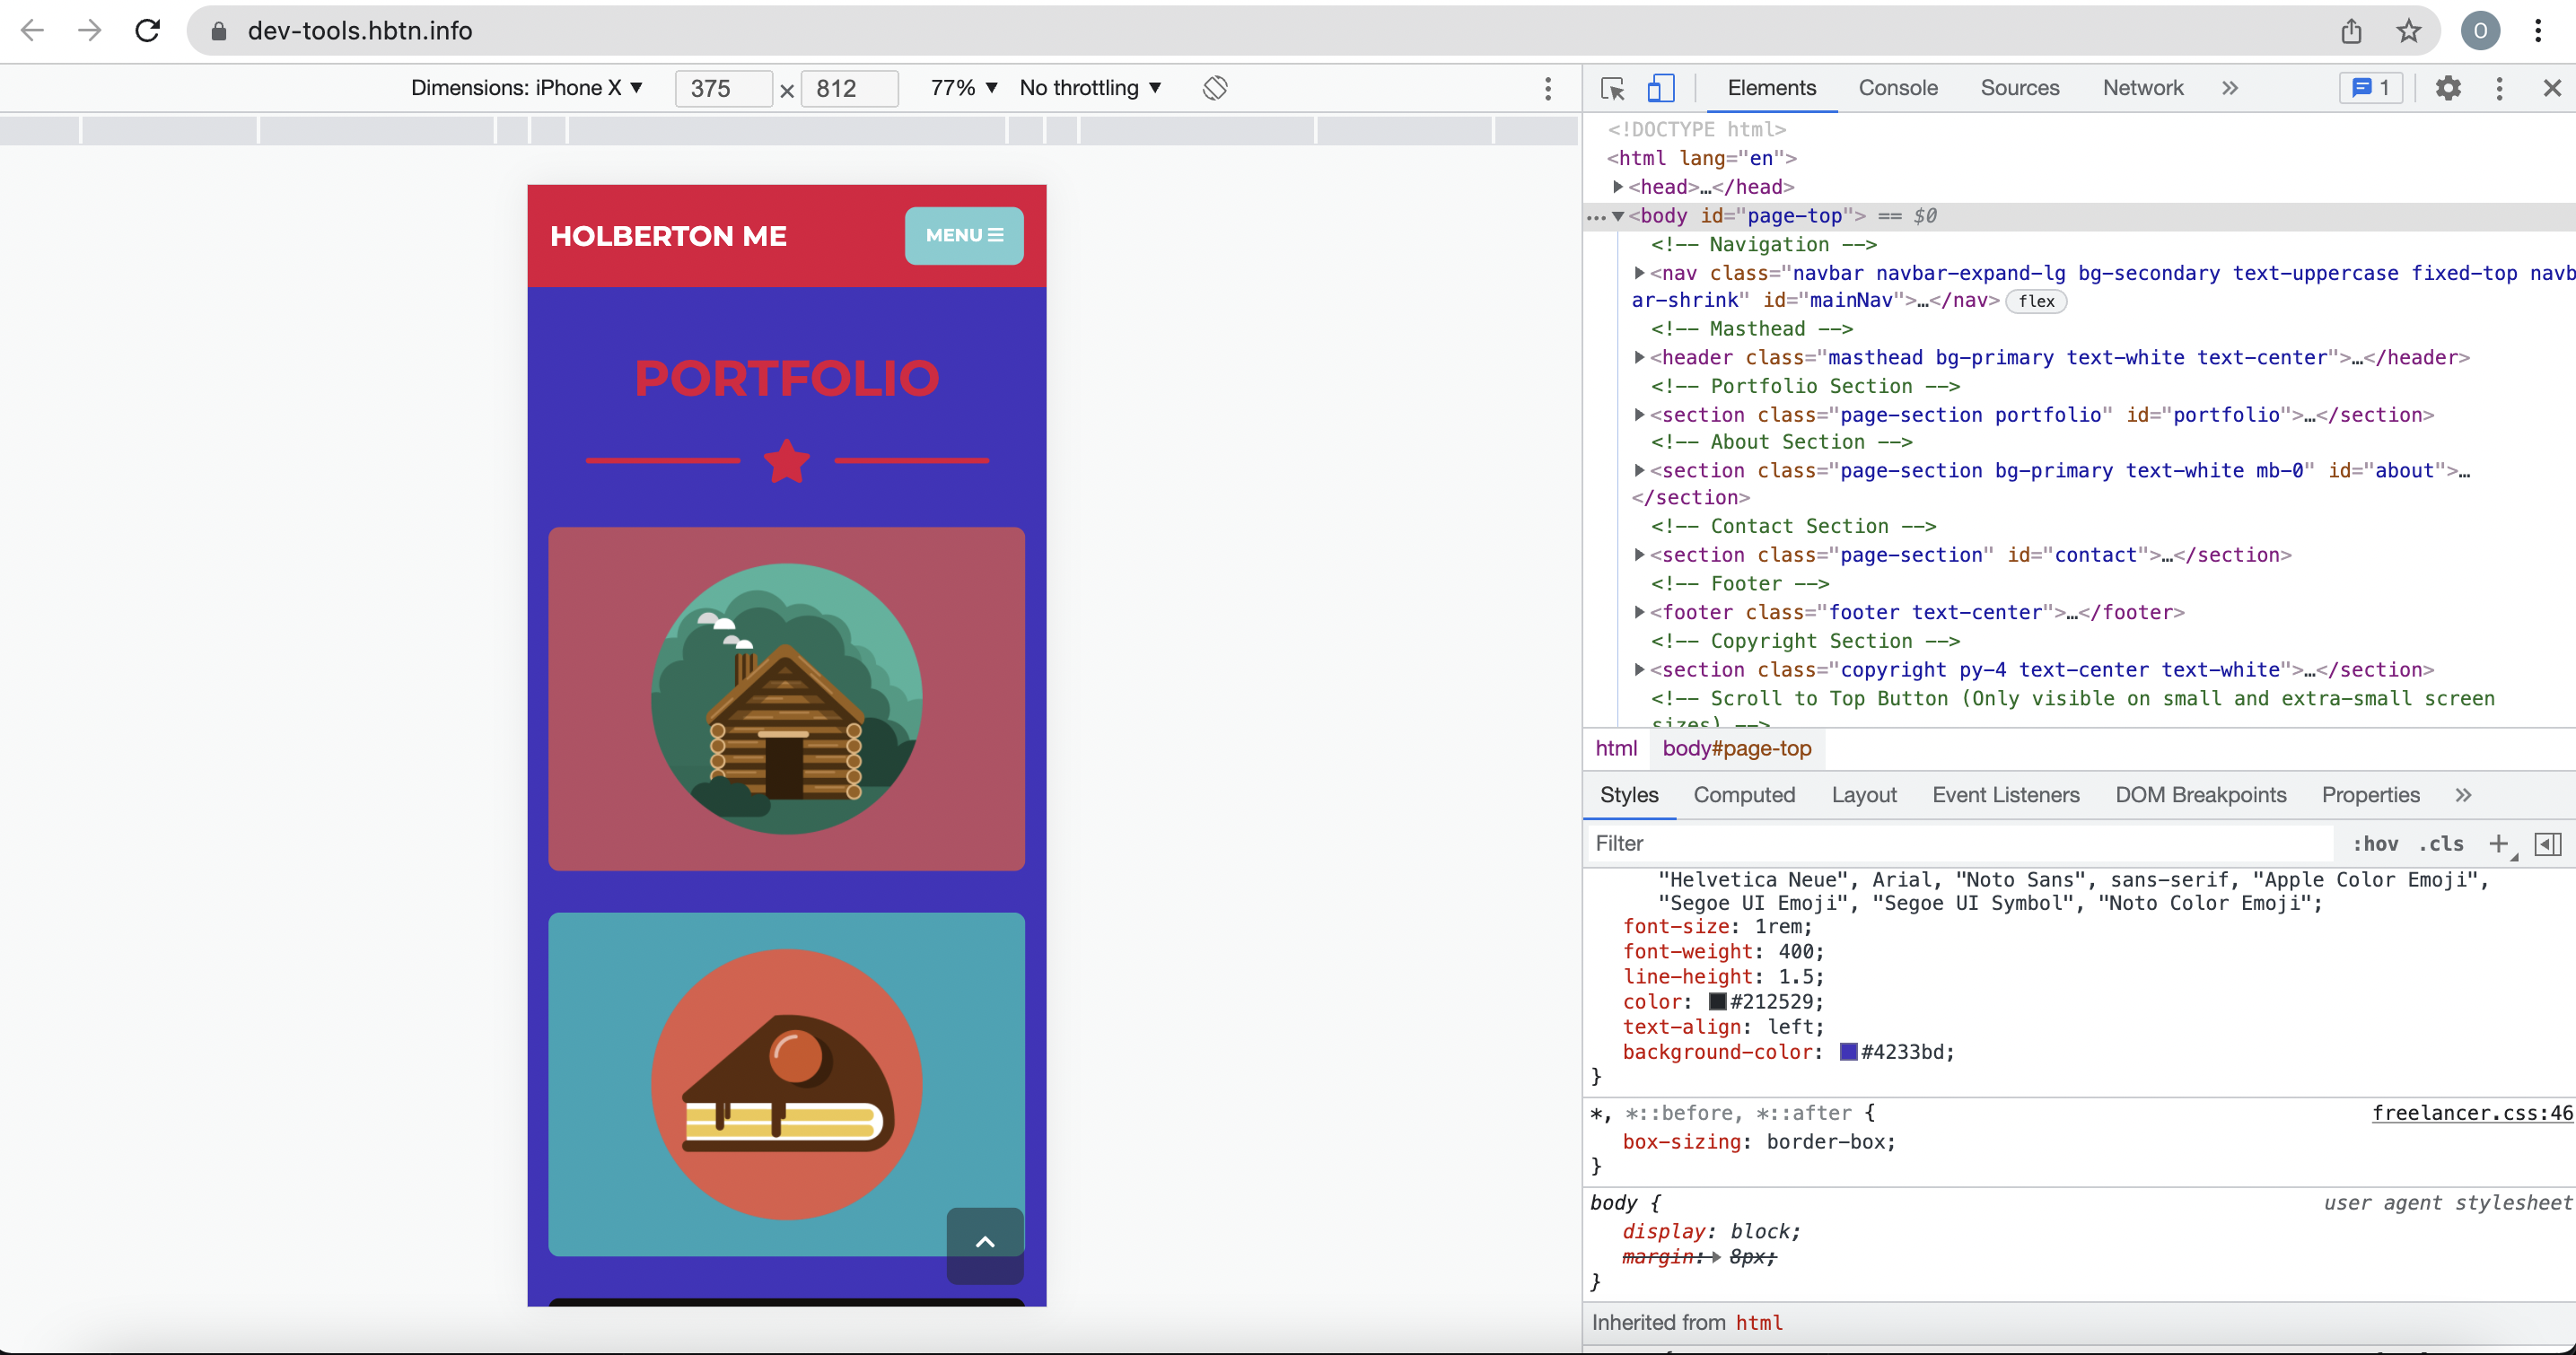 dev-tools.hbtn.info
O
Dimensions: iPhone X ▼ 375 × 812 77% ▼ No throttling ▼
Elements Console Sources Network » 1
HOLBERTON ME
MENU
PORTFOLIO
<!DOCTYPE html>
<html lang="en">
▶<head>…</head>
…▼<body id="page-top"> == $0
<!-- Navigation -->
▶<nav class="navbar navbar-expand-lg bg-secondary text-uppercase fixed-top navb
ar-shrink" id="mainNav">…</nav> flex
<!-- Masthead -->
▶<header class="masthead bg-primary text-white text-center">…</header>
<!-- Portfolio Section -->
▶<section class="page-section portfolio" id="portfolio">…</section>
<!-- About Section -->
▶<section class="page-section bg-primary text-white mb-0" id="about">…
</section>
<!-- Contact Section -->
▶<section class="page-section" id="contact">…</section>
<!-- Footer -->
▶<footer class="footer text-center">…</footer>
<!-- Copyright Section -->
▶<section class="copyright py-4 text-center text-white">…</section>
<!-- Scroll to Top Button (Only visible on small and extra-small screen
sizes) -->
html body#page-top
Styles Computed Layout Event Listeners DOM Breakpoints Properties »
Filter :hov .cls +
"Helvetica Neue", Arial, "Noto Sans", sans-serif, "Apple Color Emoji",
"Segoe UI Emoji", "Segoe UI Symbol", "Noto Color Emoji";
font-size: 1rem;
font-weight: 400;
line-height: 1.5;
color: #212529;
text-align: left;
background-color: #4233bd;
}
*, *::before, *::after { freelancer.css:46
box-sizing: border-box;
}
body { user agent stylesheet
display: block;
margin:▶ 8px;
}
Inherited from html